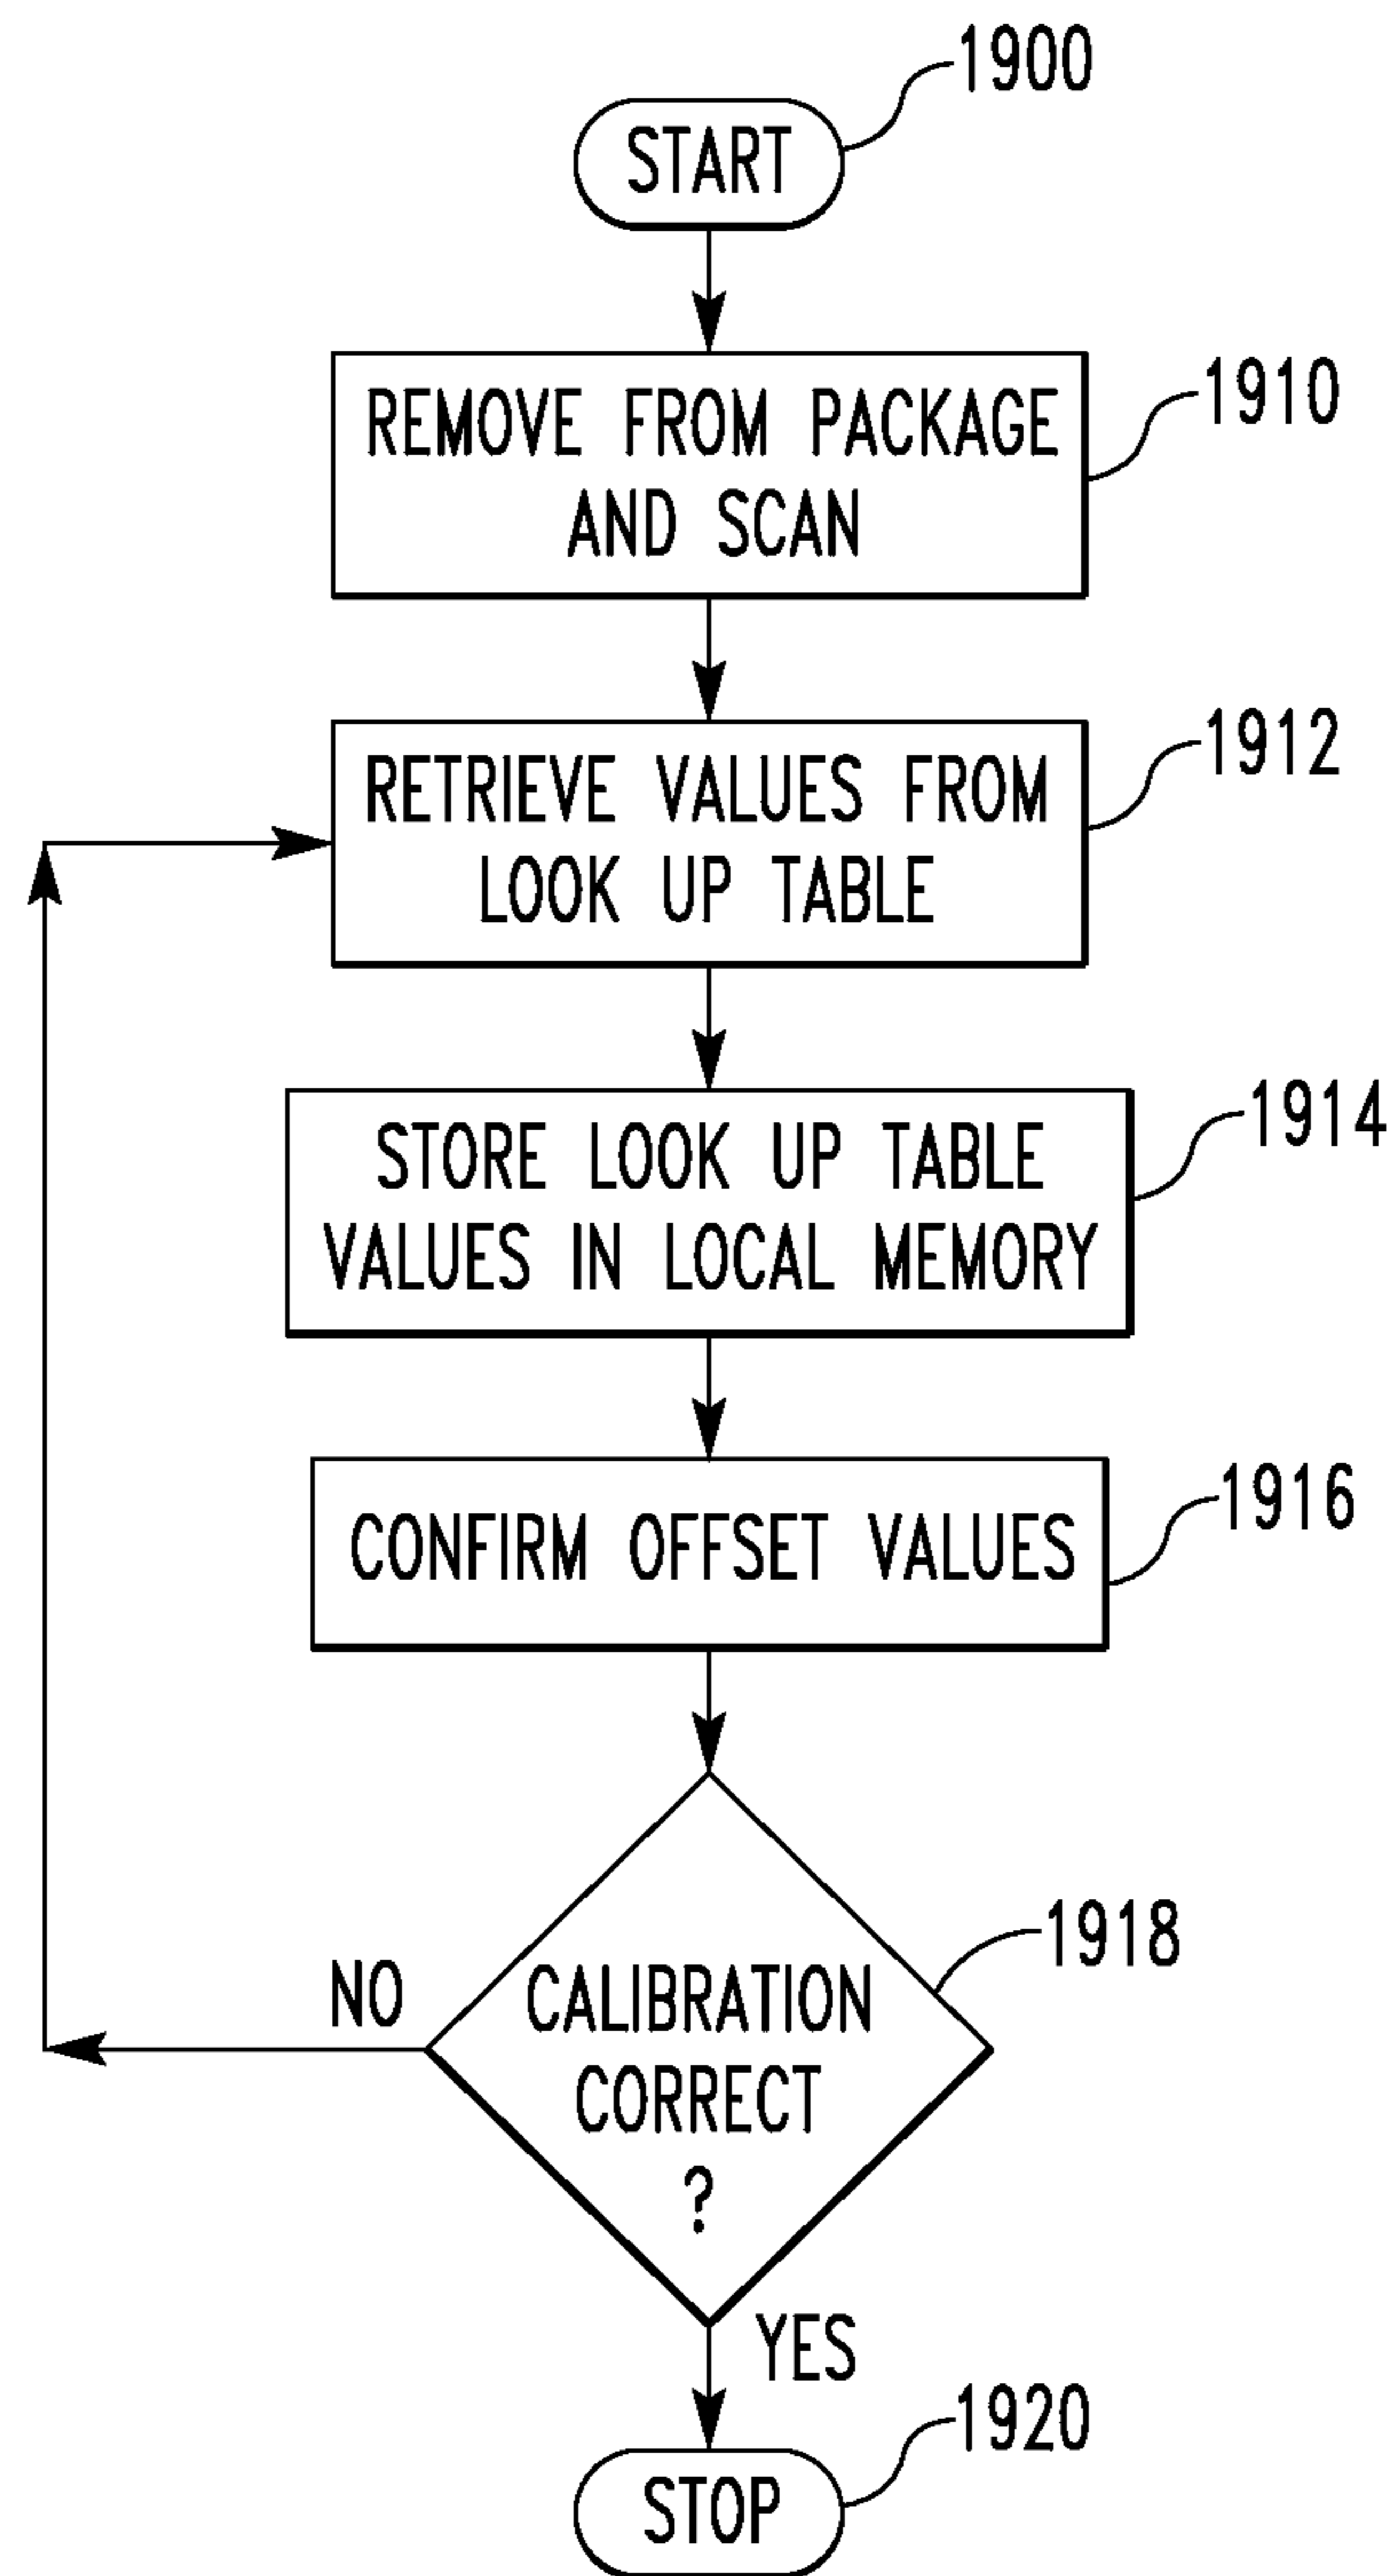 1900
START
REMOVE FROM PACKAGE
AND SCAN
1910
RETRIEVE VALUES FROM
LOOK UP TABLE
1912
STORE LOOK UP TABLE
VALUES IN LOCAL MEMORY
1914
CONFIRM OFFSET VALUES
1916
CALIBRATION
CORRECT
?
1918
NO
YES
1920
STOP